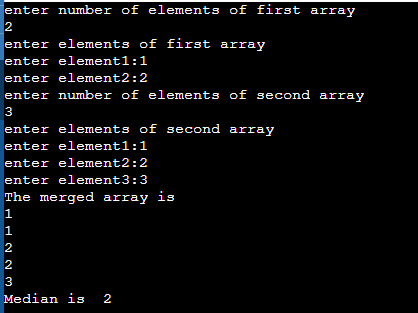 enter number of elements of first array
2
enter elements of first array
enter element1:1
enter element2:2
enter number of elements of second array
3
enter elements of second array
enter element1:1
enter element2:2
enter element3:3
The merged array is
1
1
2
2
3
Median is  2